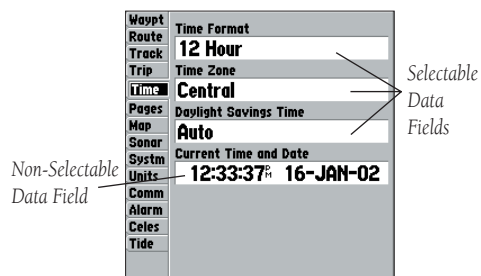 Waypt
Route
Track
Trip
Time
Pages
Map
Sonar
Systm
Units
Comm
Alarm
Celes
Tide
Time Format
12 Hour
Time Zone
Central
Daylight Savings Time
Auto
Current Time and Date
12:33:37PM 16-JAN-02
Selectable
Data
Fields
Non-Selectable
Data Field